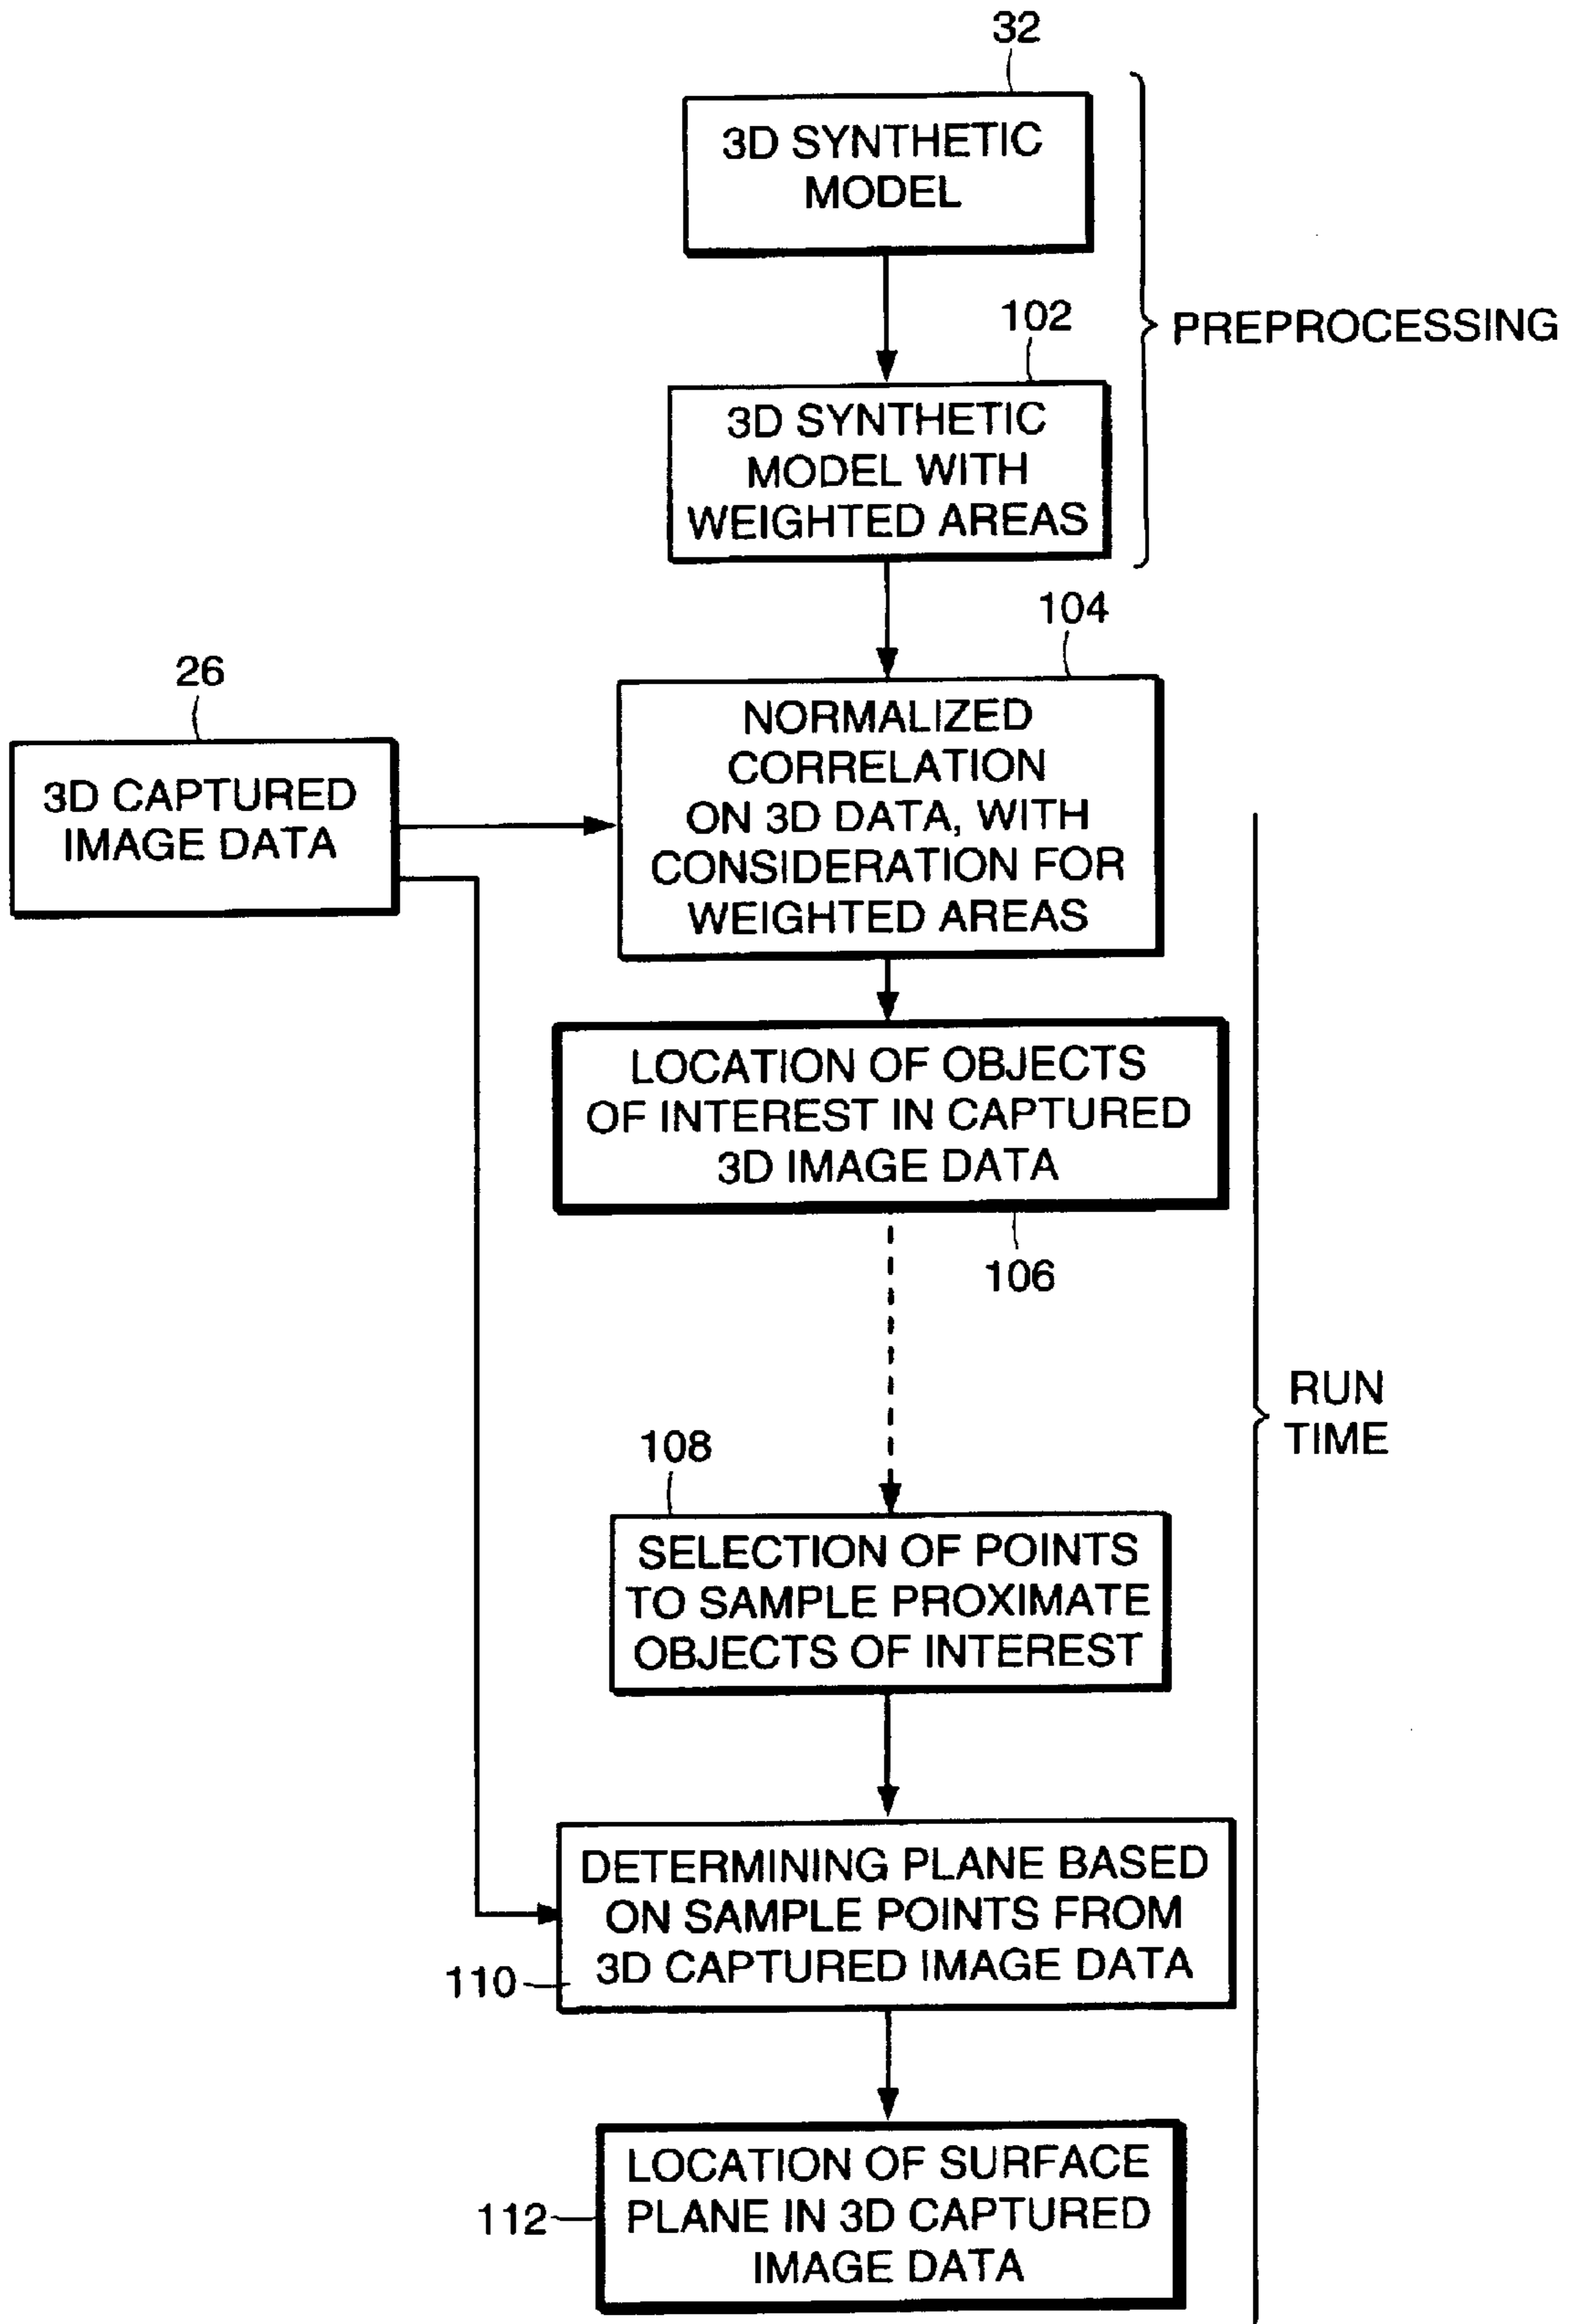 32
3D SYNTHETIC
MODEL
102
PREPROCESSING
3D SYNTHETIC
MODEL WITH
WEIGHTED AREAS
104
26
NORMALIZED
CORRELATION
ON 3D DATA, WITH
CONSIDERATION FOR
WEIGHTED AREAS
3D CAPTURED
IMAGE DATA
LOCATION OF OBJECTS
OF INTEREST IN CAPTURED
3D IMAGE DATA
106
RUN
TIME
108
SELECTION OF POINTS
TO SAMPLE PROXIMATE
OBJECTS OF INTEREST
DETERMINING PLANE BASED
ON SAMPLE POINTS FROM
3D CAPTURED IMAGE DATA
110
LOCATION OF SURFACE
PLANE IN 3D CAPTURED
IMAGE DATA
112